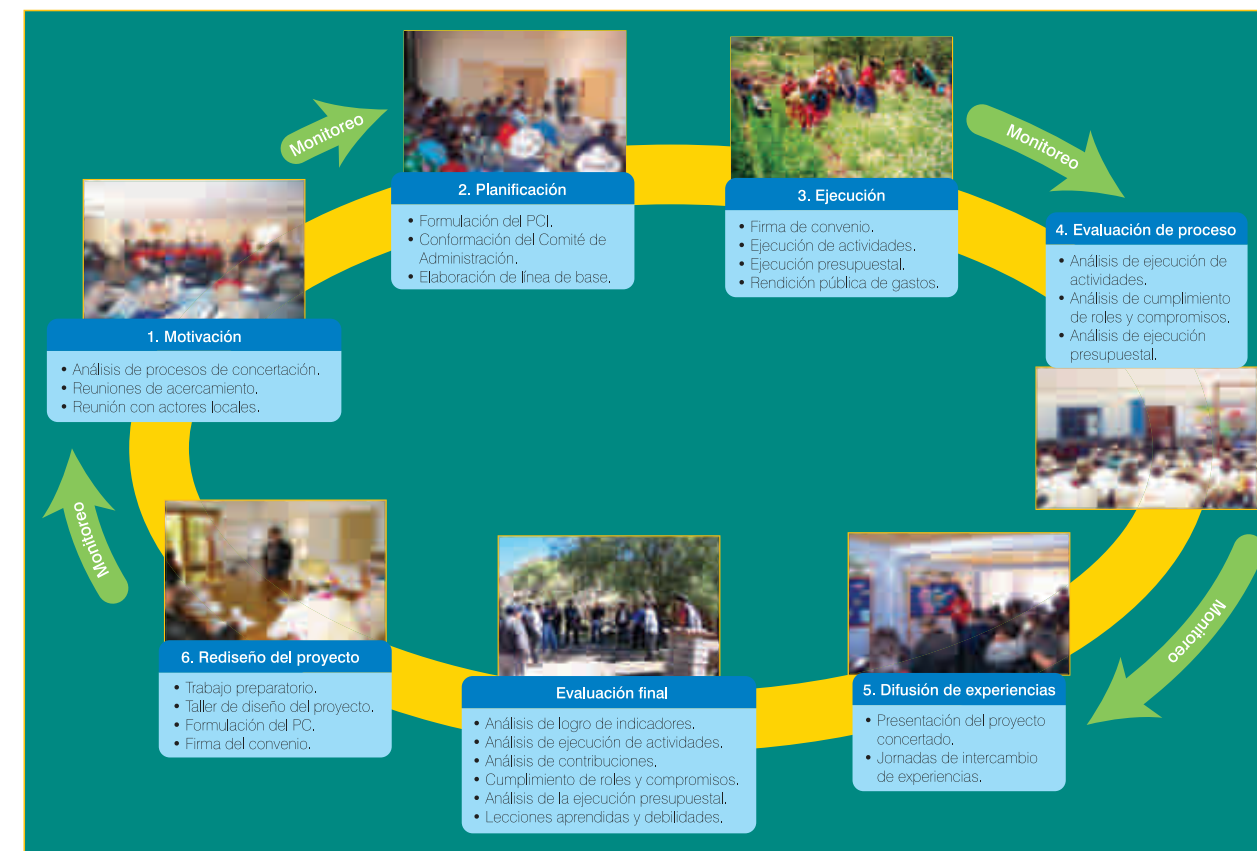 Monitoreo
1. Motivación
• Análisis de procesos de concertación.
• Reuniones de acercamiento.
• Reunión con actores locales.
Monitoreo
2. Planificación
• Formulación del PCI.
• Conformación del Comité de
Administración.
• Elaboración de línea de base.
3. Ejecución
• Firma de convenio.
• Ejecución de actividades.
• Ejecución presupuestal.
• Rendición pública de gastos.
Monitoreo
4. Evaluación de proceso
• Análisis de ejecución de
actividades.
• Análisis de cumplimiento
de roles y compromisos.
• Análisis de ejecución
presupuestal.
Monitoreo
5. Difusión de experiencias
• Presentación del proyecto
concertado.
• Jornadas de intercambio
de experiencias.
Evaluación final
• Análisis de logro de indicadores.
• Análisis de ejecución de actividades.
• Análisis de contribuciones.
• Cumplimiento de roles y compromisos.
• Análisis de la ejecución presupuestal.
• Lecciones aprendidas y debilidades.
6. Rediseño del proyecto
• Trabajo preparatorio.
• Taller de diseño del proyecto.
• Formulación del PC.
• Firma del convenio.